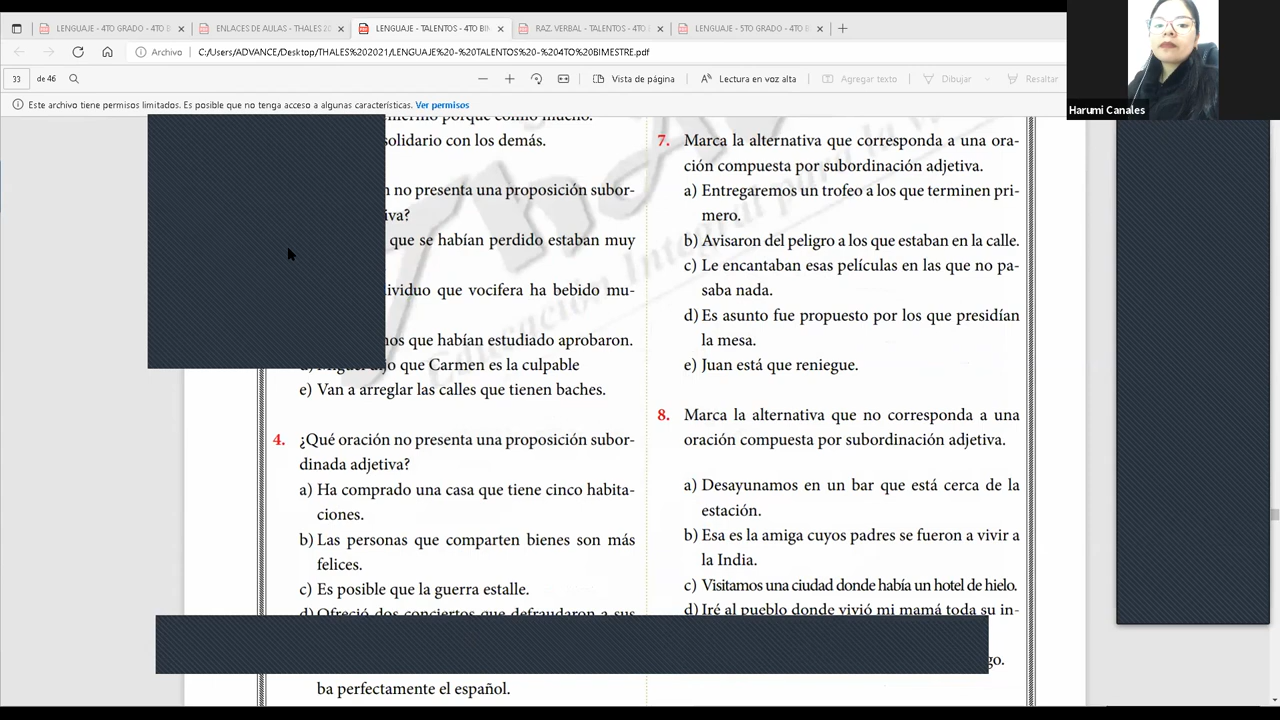 LENGUAJE - 4TO GRADO - 4TO B
ENLACES DE AULAS - THALES 20
LENGUAJE - TALENTOS - 4TO BI
RAZ. VERBAL - TALENTOS - 4TO B
LENGUAJE - 5TO GRADO - 4TO B
Archivo
C:/Users/ADVANCE/Desktop/THALES%202021/LENGUAJE%20-%20TALENTOS%20-%204TO%20BIMESTRE.pdf
33 de 46
Vista de página
Lectura en voz alta
Agregar texto
Dibujar
Resaltar
Este archivo tiene permisos limitados. Es posible que no tenga acceso a algunas características. Ver permisos
Harumi Canales
porque comió mucho.
solidario con los demás.
no presenta una proposición subor-
iva?
que se habían perdido estaban muy
ividuo que vocifera ha bebido mu-
nos que habían estudiado aprobaron.
que Carmen es la culpable
e) Van a arreglar las calles que tienen baches.
4. ¿Qué oración no presenta una proposición subor-
dinada adjetiva?
a) Ha comprado una casa que tiene cinco habita-
ciones.
b) Las personas que comparten bienes son más
felices.
c) Es posible que la guerra estalle.
d) Ofreció dos conciertos que defraudaron a sus
ba perfectamente el español.
7. Marca la alternativa que corresponda a una ora-
ción compuesta por subordinación adjetiva.
a) Entregaremos un trofeo a los que terminen pri-
mero.
b) Avisaron del peligro a los que estaban en la calle.
c) Le encantaban esas películas en las que no pa-
saba nada.
d) Es asunto fue propuesto por los que presidían
la mesa.
e) Juan está que reniegue.
8. Marca la alternativa que no corresponda a una
oración compuesta por subordinación adjetiva.
a) Desayunamos en un bar que está cerca de la
estación.
b) Esa es la amiga cuyos padres se fueron a vivir a
la India.
c) Visitamos una ciudad donde había un hotel de hielo.
d) Iré al pueblo donde vivió mi mamá toda su in-
go.